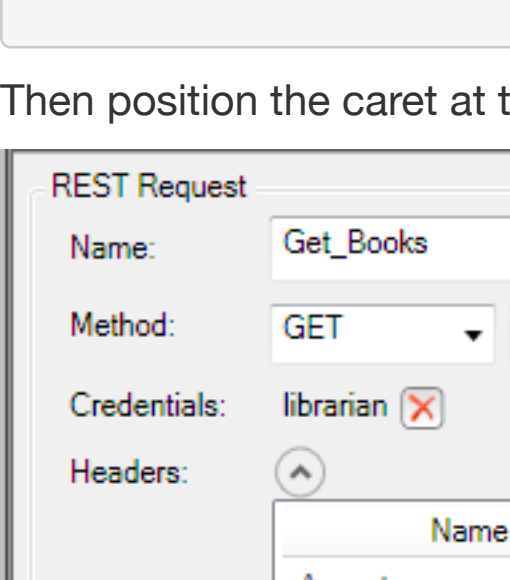 Then position the caret at t
REST Request
Name: Get_Books
Method: GET
Credentials: librarian
Headers:
Name